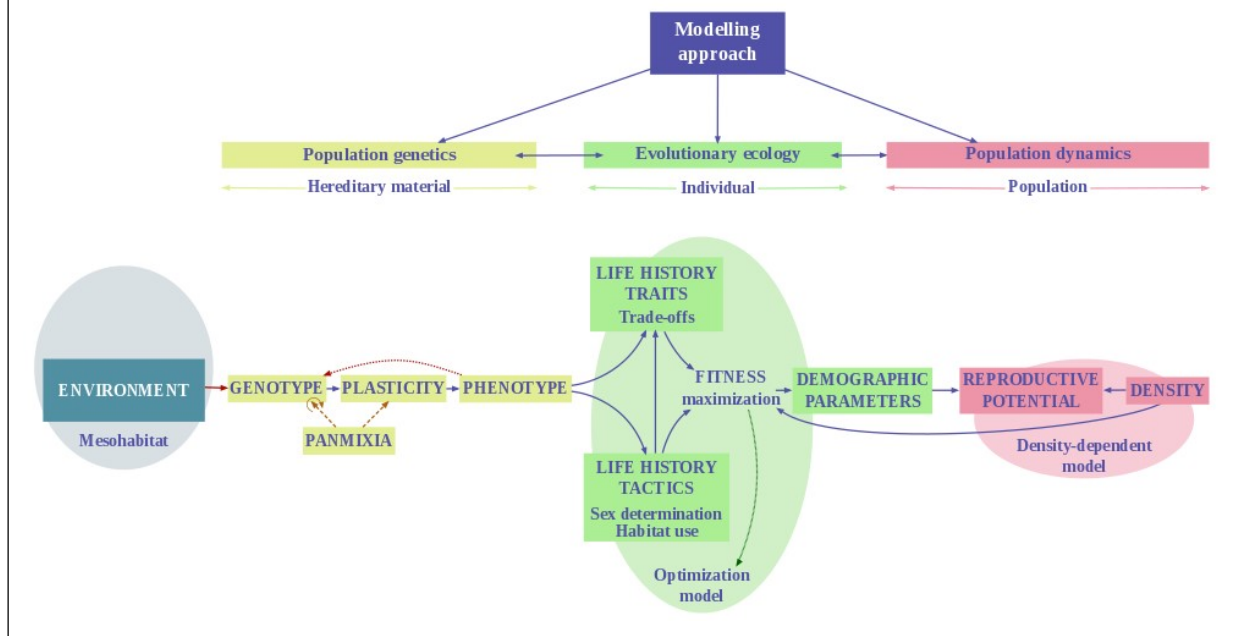 Modelling
approach
Population genetics
Evolutionary ecology
Population dynamics
Hereditary material
Individual
Population
LIFE HISTORY
TRAITS
Trade-offs
ENVIRONMENT
Mesohabitat
GENOTYPE
PLASTICITY
PHENOTYPE
PANMIXIA
FITNESS
maximization
DEMOGRAPHIC
PARAMETERS
REPRODUCTIVE
POTENTIAL
DENSITY
Density-dependent
model
LIFE HISTORY
TACTICS
Sex determination
Habitat use
Optimization
model